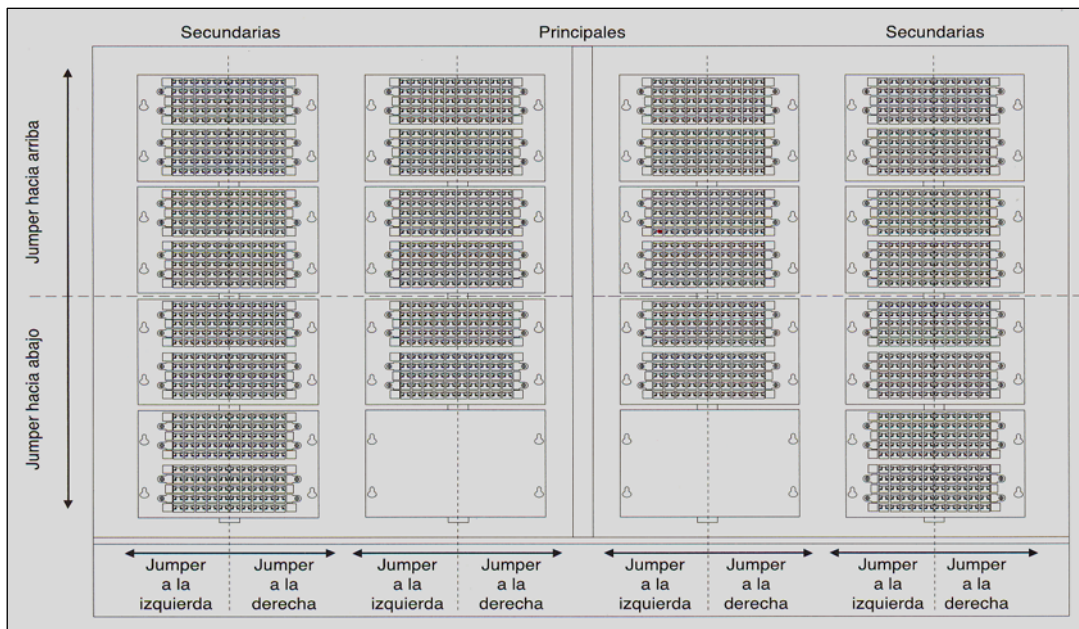 Secundarias
Principales
Secundarias
Jumper hacia arriba
Jumper hacia abajo
Jumper
a la
izquierda
Jumper
a la
derecha
Jumper
a la
izquierda
Jumper
a la
derecha
Jumper
a la
izquierda
Jumper
a la
derecha
Jumper
a la
izquierda
Jumper
a la
derecha